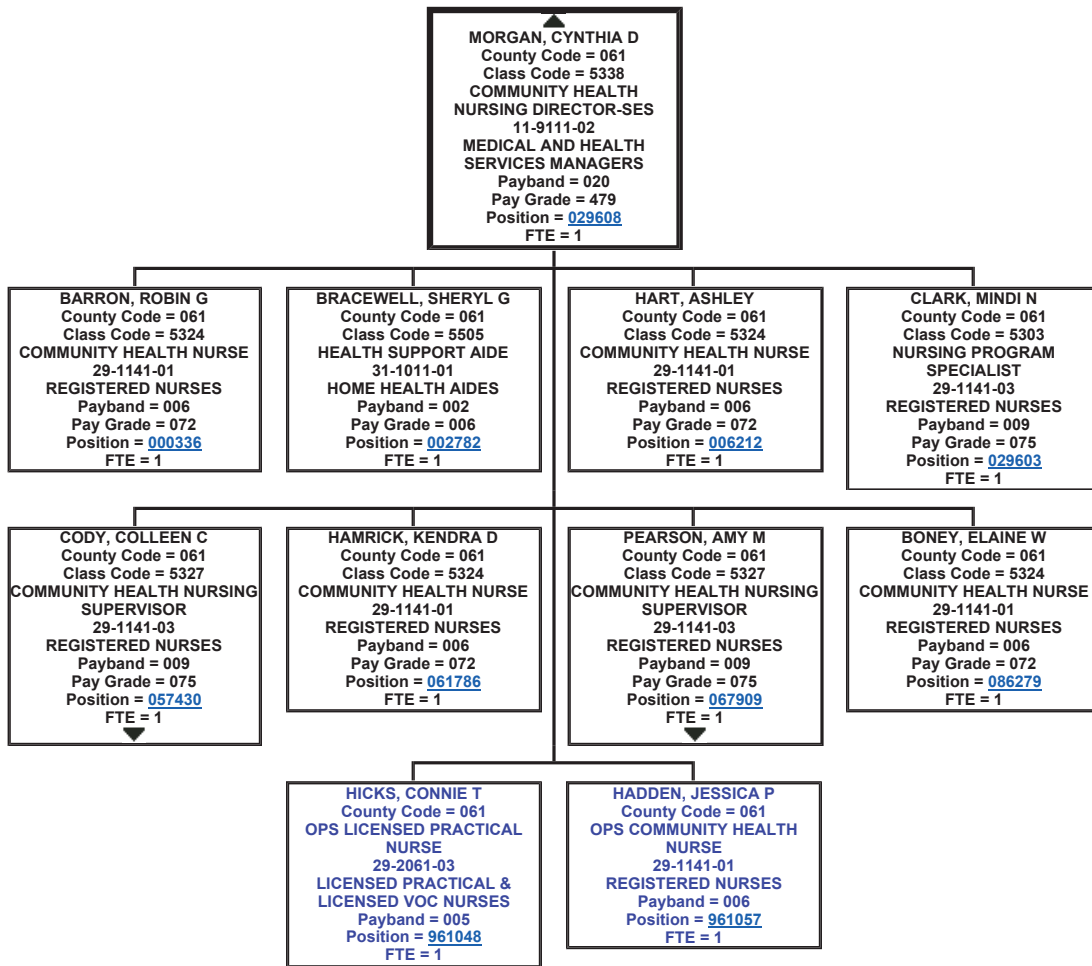 MORGAN, CYNTHIA D
County Code = 061
Class Code = 5338
COMMUNITY HEALTH
NURSING DIRECTOR-SES
11-9111-02
MEDICAL AND HEALTH
SERVICES MANAGERS
Payband = 020
Pay Grade = 479
Position = 029608
FTE = 1
BARRON, ROBIN G
County Code = 061
Class Code = 5324
COMMUNITY HEALTH NURSE
29-1141-01
REGISTERED NURSES
Payband = 006
Pay Grade = 072
Position = 000336
FTE = 1
BRACEWELL, SHERYL G
County Code = 061
Class Code = 5505
HEALTH SUPPORT AIDE
31-1011-01
HOME HEALTH AIDES
Payband = 002
Pay Grade = 006
Position = 002782
FTE = 1
HART, ASHLEY
County Code = 061
Class Code = 5324
COMMUNITY HEALTH NURSE
29-1141-01
REGISTERED NURSES
Payband = 006
Pay Grade = 072
Position = 006212
FTE = 1
CLARK, MINDI N
County Code = 061
Class Code = 5303
NURSING PROGRAM
SPECIALIST
29-1141-03
REGISTERED NURSES
Payband = 009
Pay Grade = 075
Position = 029603
FTE = 1
CODY, COLLEEN C
County Code = 061
Class Code = 5327
COMMUNITY HEALTH NURSING
SUPERVISOR
29-1141-03
REGISTERED NURSES
Payband = 009
Pay Grade = 075
Position = 057430
FTE = 1
HAMRICK, KENDRA D
County Code = 061
Class Code = 5324
COMMUNITY HEALTH NURSE
29-1141-01
REGISTERED NURSES
Payband = 006
Pay Grade = 072
Position = 061786
FTE = 1
PEARSON, AMY M
County Code = 061
Class Code = 5327
COMMUNITY HEALTH NURSING
SUPERVISOR
29-1141-03
REGISTERED NURSES
Payband = 009
Pay Grade = 075
Position = 067909
FTE = 1
BONEY, ELAINE W
County Code = 061
Class Code = 5324
COMMUNITY HEALTH NURSE
29-1141-01
REGISTERED NURSES
Payband = 006
Pay Grade = 072
Position = 086279
FTE = 1
HICKS, CONNIE T
County Code = 061
OPS LICENSED PRACTICAL
NURSE
29-2061-03
LICENSED PRACTICAL &
LICENSED VOC NURSES
Payband = 005
Position = 961048
FTE = 1
HADDEN, JESSICA P
County Code = 061
OPS COMMUNITY HEALTH
NURSE
29-1141-01
REGISTERED NURSES
Payband = 006
Position = 961057
FTE = 1